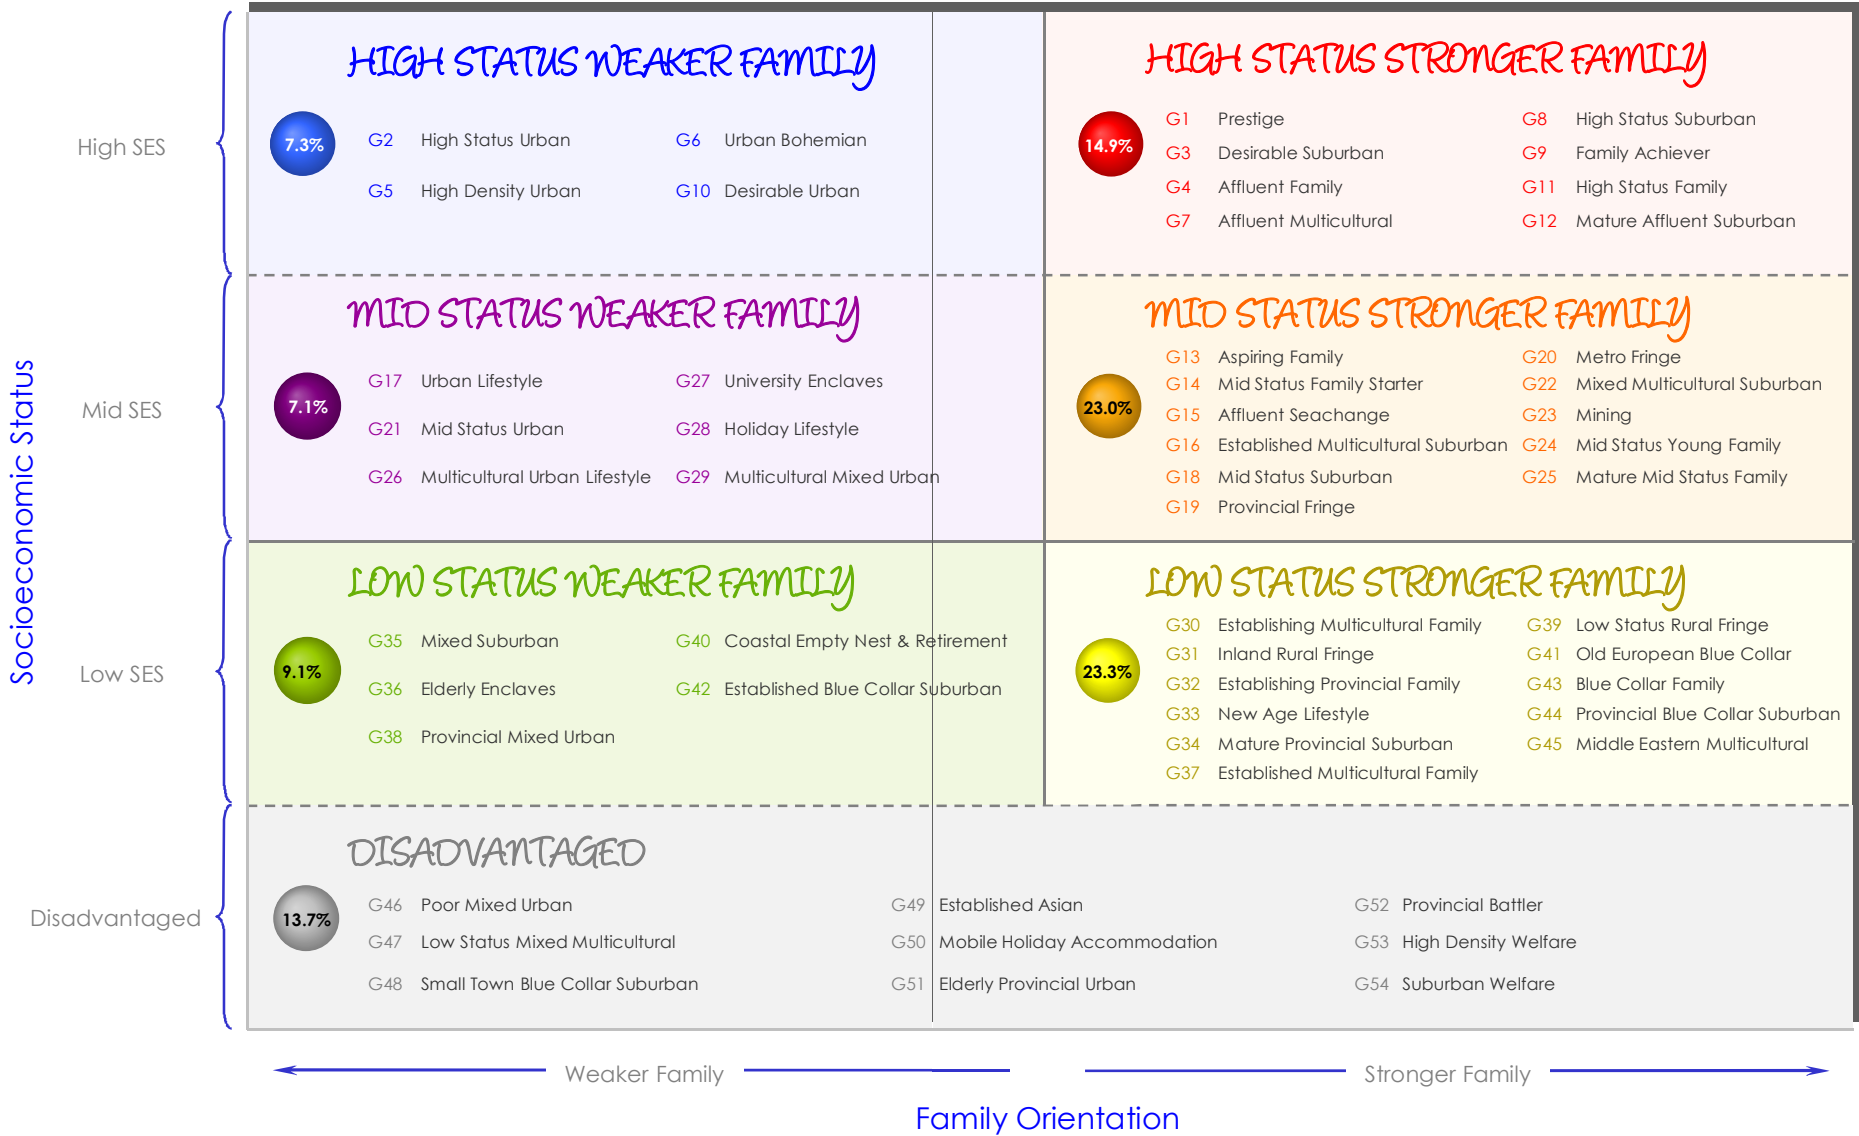 HIGH STATUS WEAKER FAMILY
7.3%
G2 High Status Urban
G6 Urban Bohemian
G5 High Density Urban
G10 Desirable Urban
HIGH STATUS STRONGER FAMILY
14.9%
G1 Prestige
G8 High Status Suburban
G3 Desirable Suburban
G9 Family Achiever
G4 Affluent Family
G11 High Status Family
G7 Affluent Multicultural
G12 Mature Affluent Suburban
High SES
MID STATUS WEAKER FAMILY
7.1%
G17 Urban Lifestyle
G27 University Enclaves
G21 Mid Status Urban
G28 Holiday Lifestyle
G26 Multicultural Urban Lifestyle
G29 Multicultural Mixed Urban
MID STATUS STRONGER FAMILY
23.0%
G13 Aspiring Family
G20 Metro Fringe
G14 Mid Status Family Starter
G22 Mixed Multicultural Suburban
G15 Affluent Seachange
G23 Mining
G16 Established Multicultural Suburban
G24 Mid Status Young Family
G18 Mid Status Suburban
G25 Mature Mid Status Family
G19 Provincial Fringe
Mid SES
Socioeconomic Status
LOW STATUS WEAKER FAMILY
9.1%
G35 Mixed Suburban
G40 Coastal Empty Nest & Retirement
G36 Elderly Enclaves
G42 Established Blue Collar Suburban
G38 Provincial Mixed Urban
LOW STATUS STRONGER FAMILY
23.3%
G30 Establishing Multicultural Family
G39 Low Status Rural Fringe
G31 Inland Rural Fringe
G41 Old European Blue Collar
G32 Establishing Provincial Family
G43 Blue Collar Family
G33 New Age Lifestyle
G44 Provincial Blue Collar Suburban
G34 Mature Provincial Suburban
G45 Middle Eastern Multicultural
G37 Established Multicultural Family
Low SES
DISADVANTAGED
13.7%
G46 Poor Mixed Urban
G49 Established Asian
G52 Provincial Battler
G47 Low Status Mixed Multicultural
G50 Mobile Holiday Accommodation
G53 High Density Welfare
G48 Small Town Blue Collar Suburban
G51 Elderly Provincial Urban
G54 Suburban Welfare
Disadvantaged
Weaker Family
Stronger Family
Family Orientation